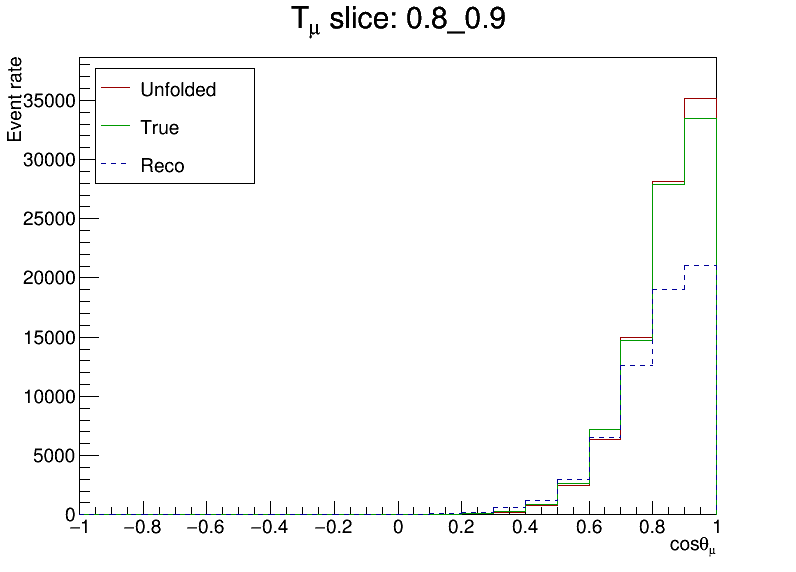 Tμ slice: 0.8_0.9
Event rate
Unfolded
True
Reco
35000
30000
25000
20000
15000
10000
5000
0
−1 −0.8 −0.6 −0.4 −0.2 0 0.2 0.4 0.6 0.8 1
cosθμ